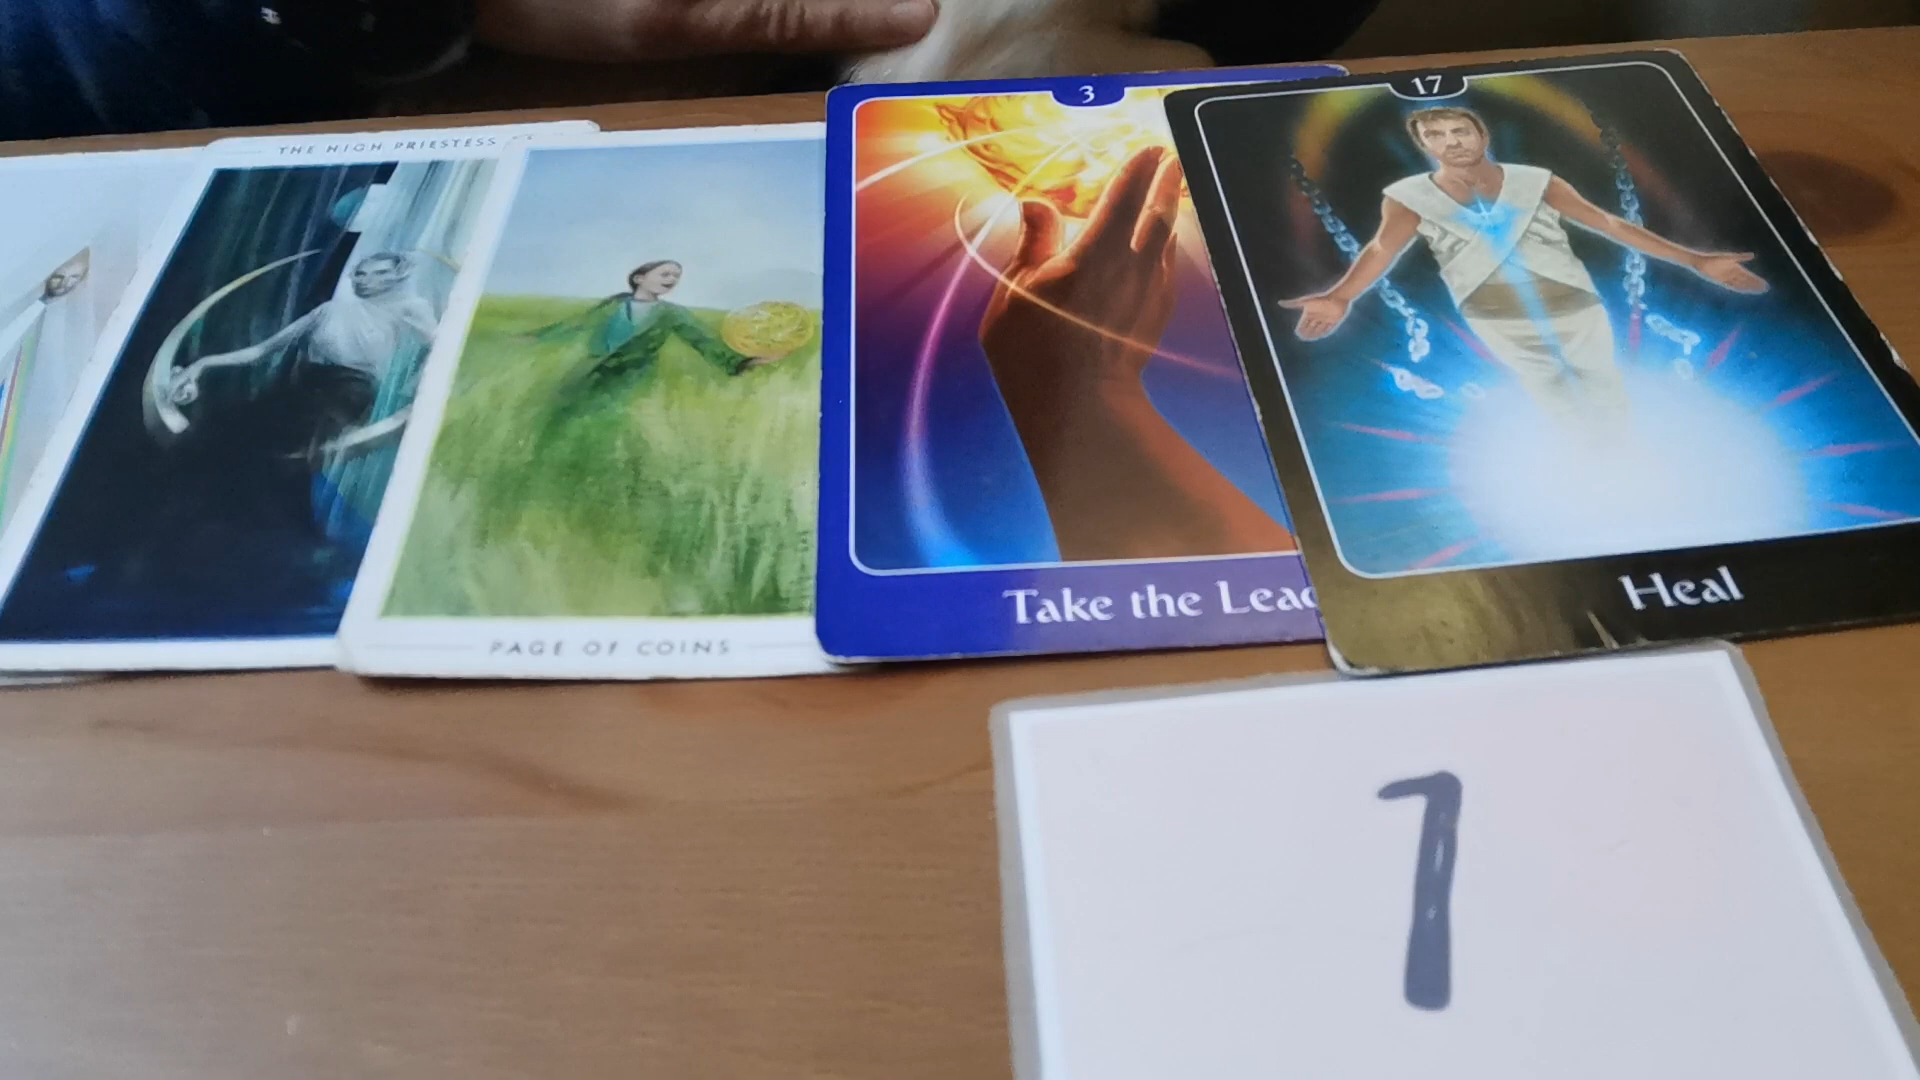 THE HIGH PRIESTESS
PAGE OF COINS
3
Take the Lead
17
Heal
1